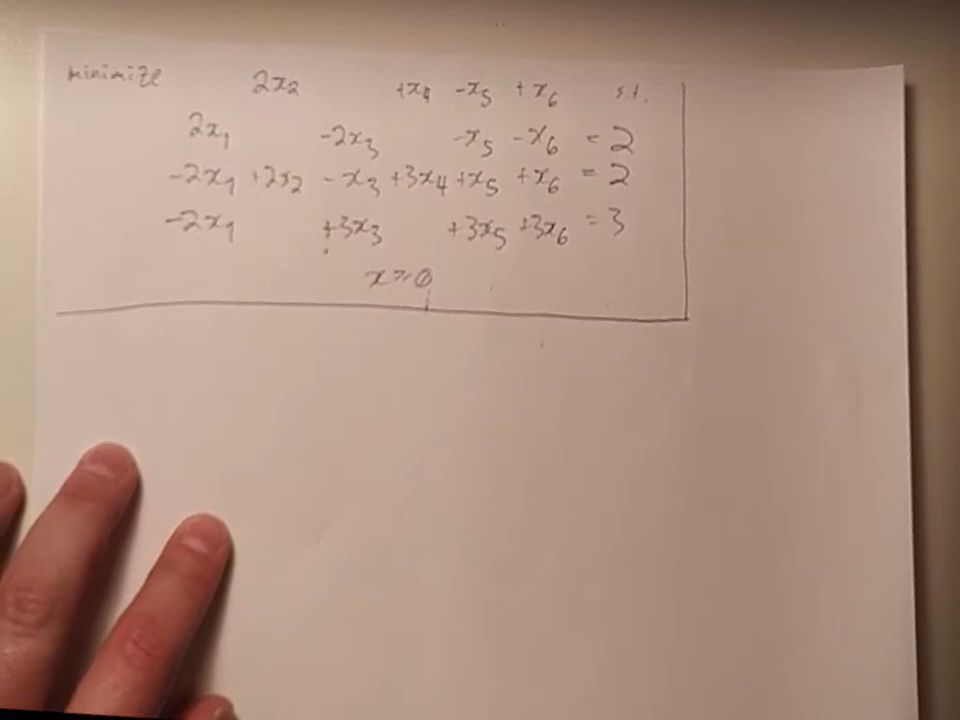 minimize 2x₂ +x₄ -x₅ +x₆ s.t.
2x₁ -2x₃ -x₅ -x₆ = 2
-2x₁ +2x₂ -x₃ +3x₄ +x₅ +x₆ = 2
-2x₁ +3x₃ +3x₅ +3x₆ = 3
x≥0